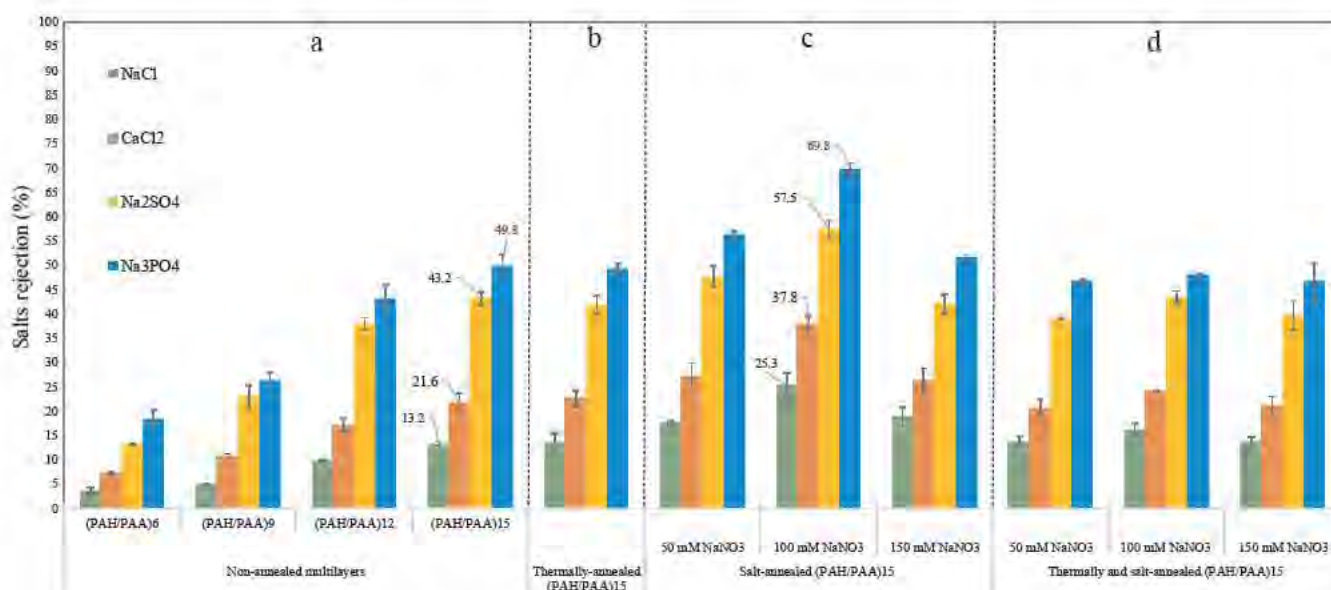 100
95
90
85
80
75
70
65
60
55
50
45
40
35
30
25
20
15
10
5
0
Salts rejection (%)
a
b
c
d
NaCl
CaCl2
Na2SO4
Na3PO4
13.2
21.6
43.2
49.8
25.3
37.8
57.5
69.8
(PAH/PAA)6
(PAH/PAA)9
(PAH/PAA)12
(PAH/PAA)15
50 mM NaNO3
100 mM NaNO3
150 mM NaNO3
50 mM NaNO3
100 mM NaNO3
150 mM NaNO3
Non-annealed multilayers
Thermally-annealed
(PAH/PAA)15
Salt-annealed (PAH/PAA)15
Thermally and salt-annealed (PAH/PAA)15